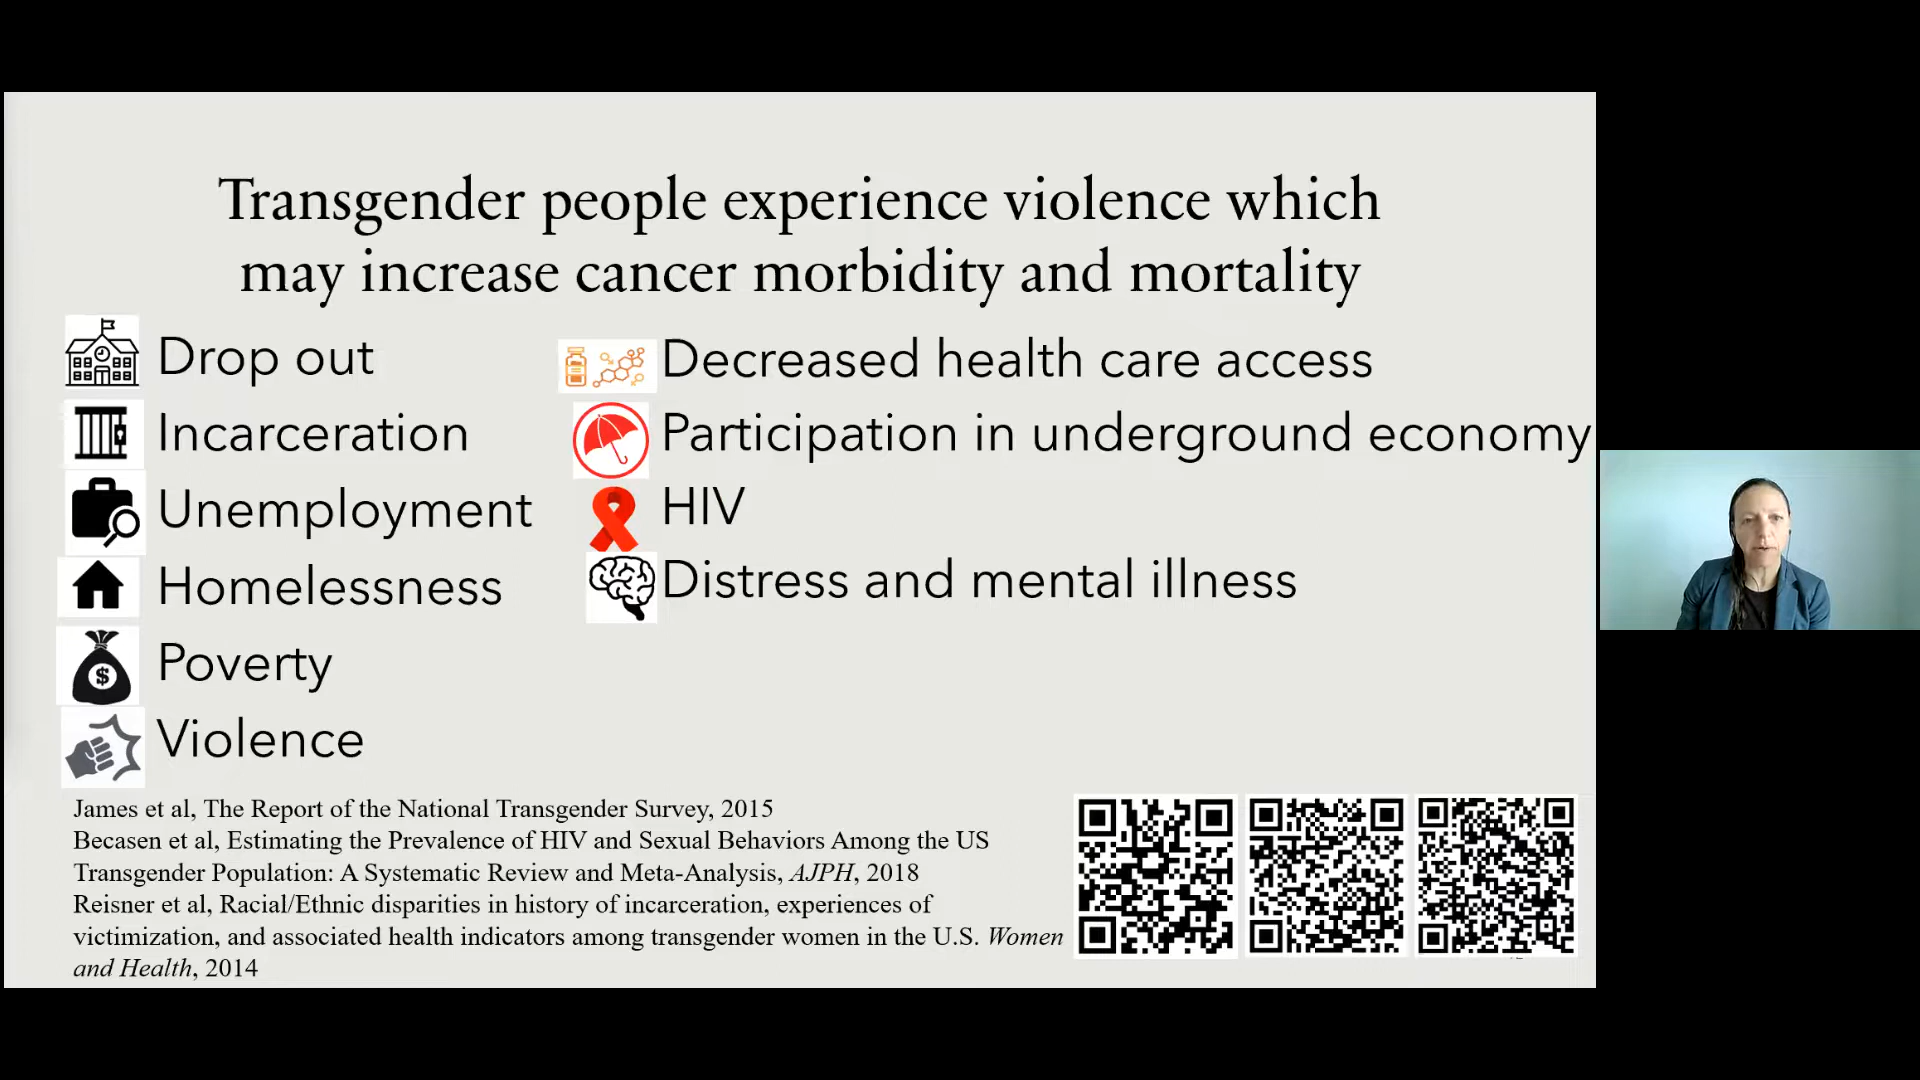 Transgender people experience violence which
may increase cancer morbidity and mortality
Drop out
Incarceration
Unemployment
Homelessness
Poverty
$
Violence
Decreased health care access
Participation in underground economy
HIV
Distress and mental illness
James et al, The Report of the National Transgender Survey, 2015
Becasen et al, Estimating the Prevalence of HIV and Sexual Behaviors Among the US
Transgender Population: A Systematic Review and Meta-Analysis, AJPH, 2018
Reisner et al, Racial/Ethnic disparities in history of incarceration, experiences of
victimization, and associated health indicators among transgender women in the U.S. Women
and Health, 2014